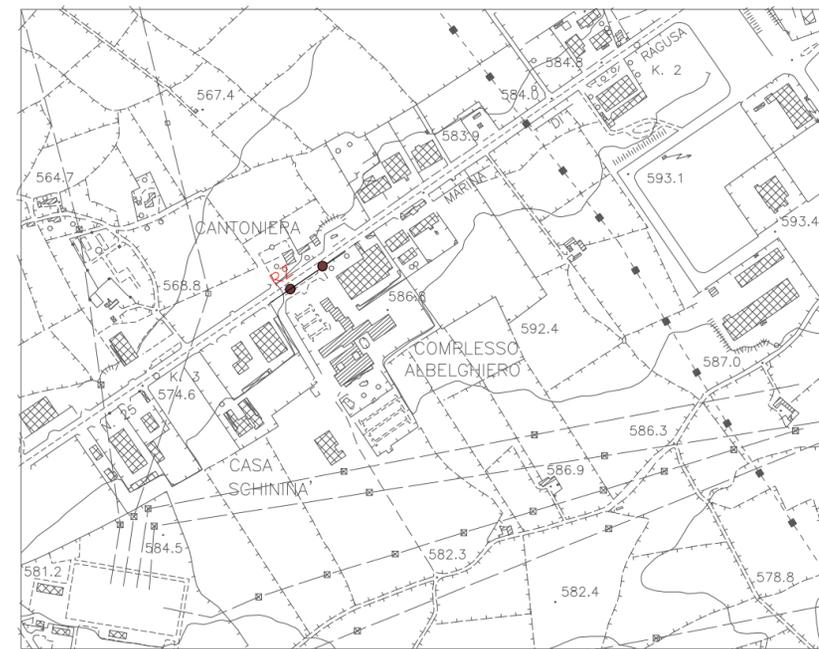 RAGUSA
584.8
K. 2
567.4
584.0
DI
583.9
593.1
564.7
MARINA
593.4
CANTONIERA
568.8
586.8
592.4
COMPLESSO
ALBELGHIERO
587.0
K. 3
574.6
N. 25
586.3
CASA
SCHININA'
586.9
584.5
582.3
581.2
582.4
578.8